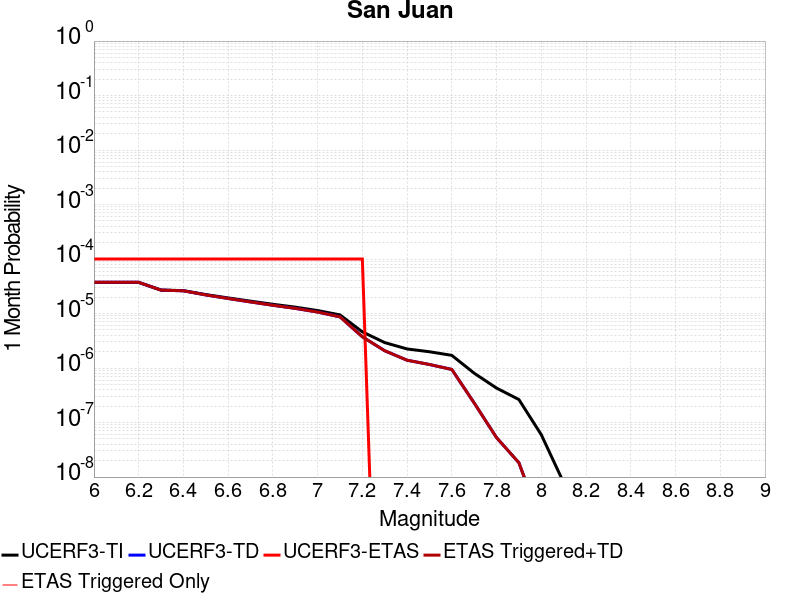 San Juan
10^0
10^-1
10^-2
10^-3
10^-4
10^-5
10^-6
10^-7
10^-8
1 Month Probability
6 6.2 6.4 6.6 6.8 7 7.2 7.4 7.6 7.8 8 8.2 8.4 8.6 8.8 9
Magnitude
UCERF3-TI UCERF3-TD UCERF3-ETAS ETAS Triggered+TD
ETAS Triggered Only